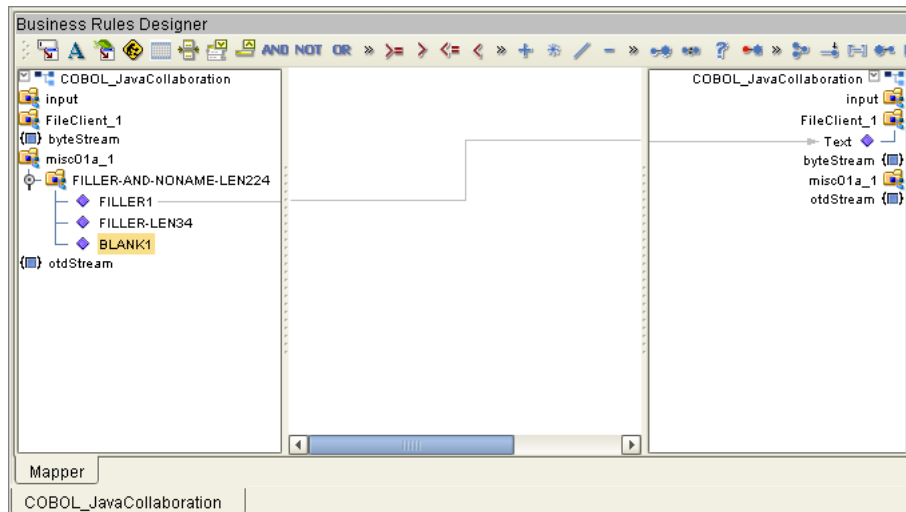 Business Rules Designer
A AND NOT OR » >= > <= < » + * / - » ? »
COBOL_JavaCollaboration
input
FileClient_1
byteStream
misc01a_1
FILLER-AND-NONAME-LEN224
FILLER1
FILLER-LEN34
BLANK1
otdStream
COBOL_JavaCollaboration
input
FileClient_1
Text
byteStream
misc01a_1
otdStream
Mapper
COBOL_JavaCollaboration